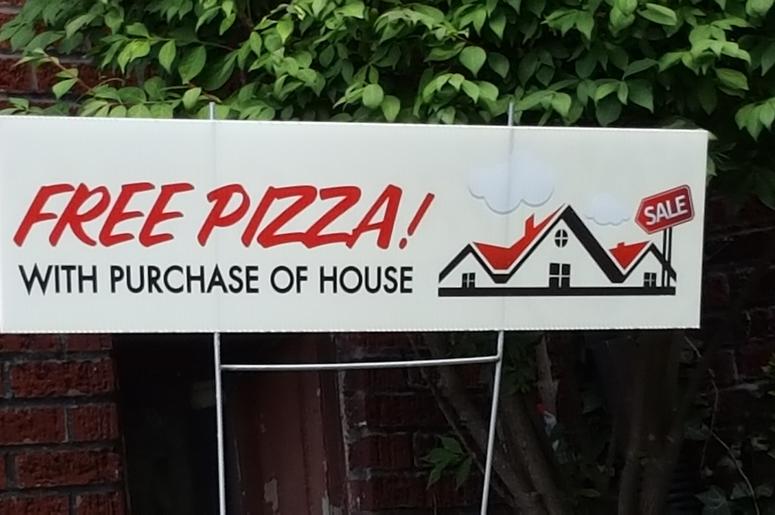 FREE PIZZA!
WITH PURCHASE OF HOUSE
SALE